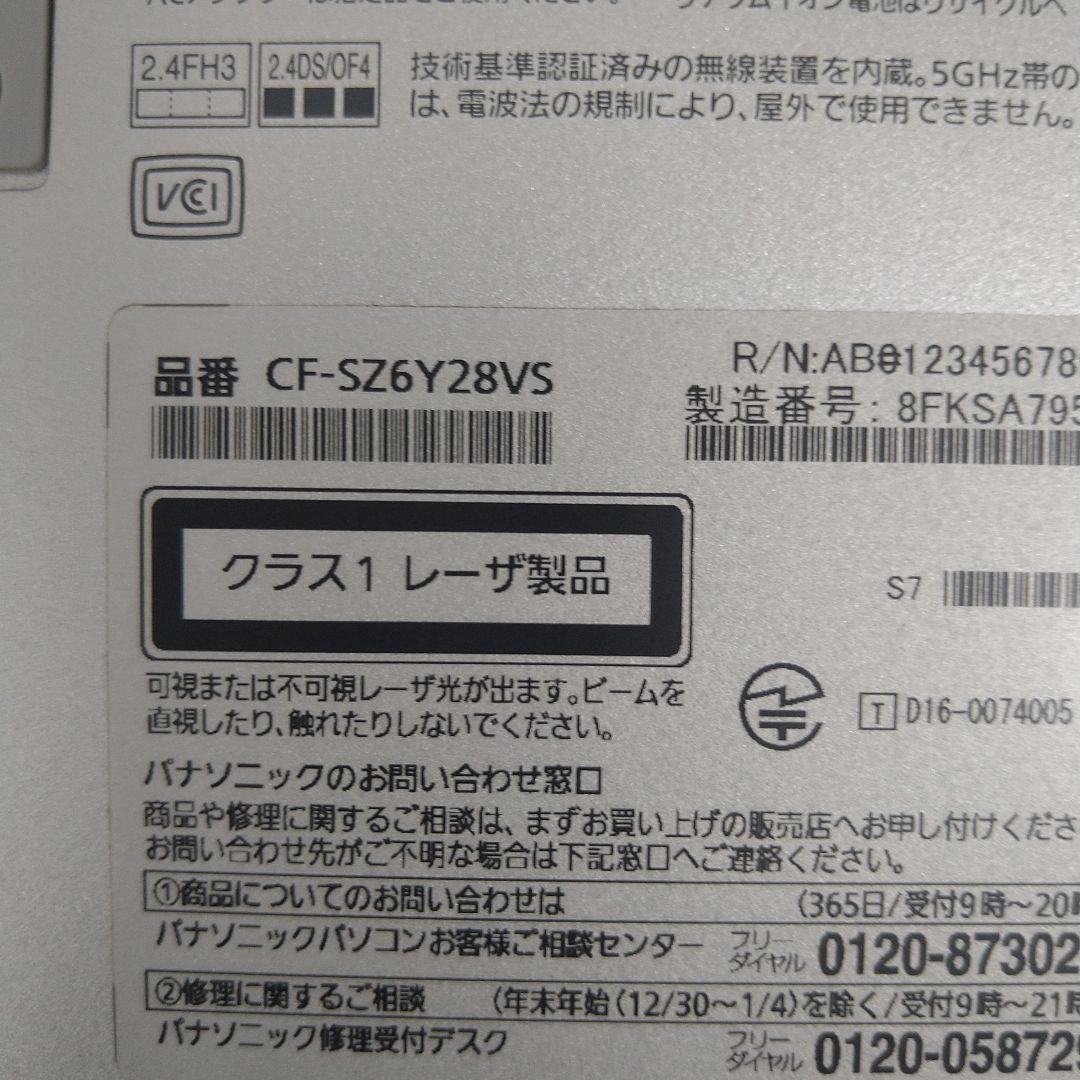 2.4FH3 2.4DS/OF4 技術基準認証済みの無線装置を内蔵。5GHz帯の
は、電波法の規制により、屋外で使用できません。
VCCI
品番 CF-SZ6Y28VS
R/N:AB012345678
製造番号: 8FKSA795
クラス1 レーザ製品
S7
可視または不可視レーザ光が出ます。ビームを
直視したり、触れたりしないでください。
T D16-0074005
パナソニックのお問い合わせ窓口
商品や修理に関するご相談は、まずお買い上げの販売店へお申し付けくださ
お問い合わせ先がご不明な場合は下記窓口へご連絡ください。
①商品についてのお問い合わせは (365日/受付9時～20時
パナソニックパソコンお客様ご相談センター フリーダイヤル 0120-87302
②修理に関するご相談 (年末年始(12/30～1/4)を除く/受付9時～21時
パナソニック修理受付デスク フリーダイヤル 0120-058729